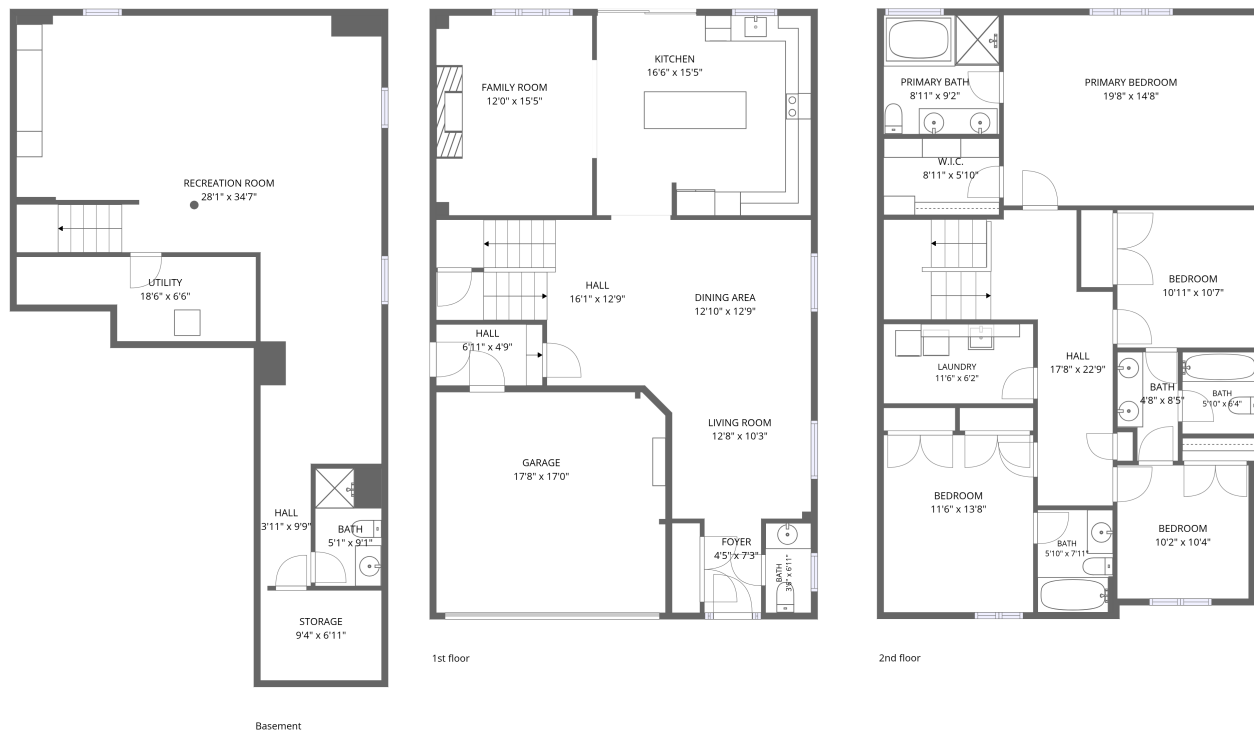 RECREATION ROOM
28'1" x 34'7"
UTILITY
18'6" x 6'6"
HALL
3'11" x 9'9"
BATH
5'1" x 9'1"
STORAGE
9'4" x 6'11"
Basement
FAMILY ROOM
12'0" x 15'5"
KITCHEN
16'6" x 15'5"
HALL
16'1" x 12'9"
DINING AREA
12'10" x 12'9"
HALL
6'11" x 4'9"
LIVING ROOM
12'8" x 10'3"
GARAGE
17'8" x 17'0"
FOYER
4'5" x 7'3"
BATH
3'8" x 6'11"
1st floor
PRIMARY BATH
8'11" x 9'2"
PRIMARY BEDROOM
19'8" x 14'8"
W.I.C.
8'11" x 5'10"
BEDROOM
10'11" x 10'7"
HALL
17'8" x 22'9"
LAUNDRY
11'6" x 6'2"
BATH
4'8" x 8'5"
BATH
5'10" x 6'4"
BEDROOM
11'6" x 13'8"
BATH
5'10" x 7'11"
BEDROOM
10'2" x 10'4"
2nd floor